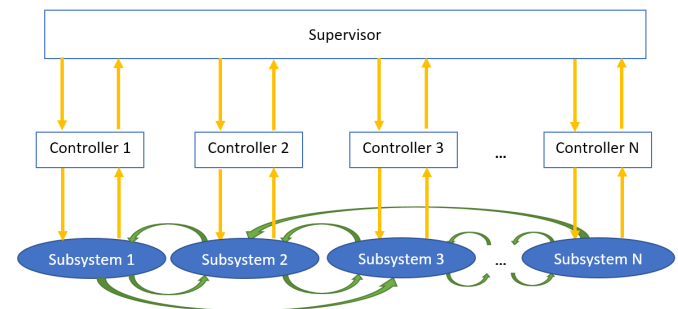 Supervisor
Controller 1 Controller 2 Controller 3 ... Controller N
Subsystem 1 Subsystem 2 Subsystem 3 ... Subsystem N